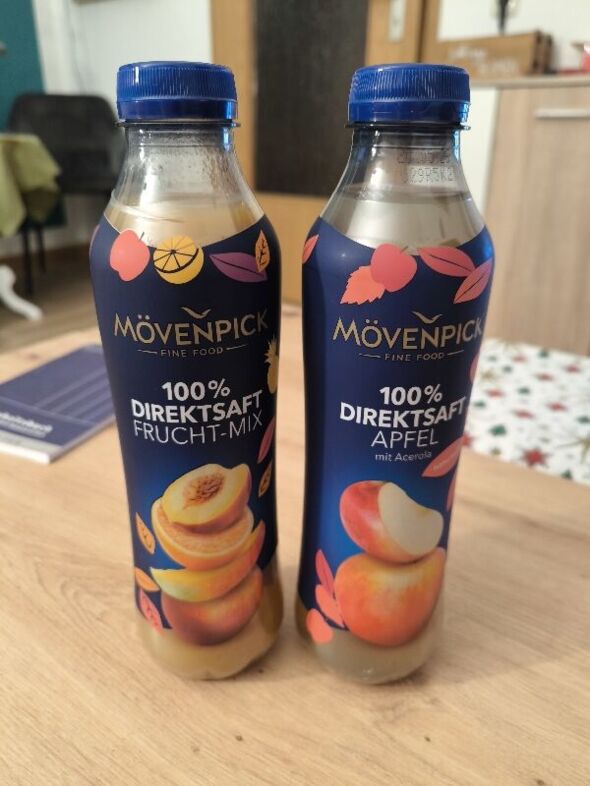 MÖVENPICK
FINE FOOD
100%
DIREKTSAFT
FRUCHT-MIX
MÖVENPICK
FINE FOOD
100%
DIREKTSAFT
APFEL
mit Acerola